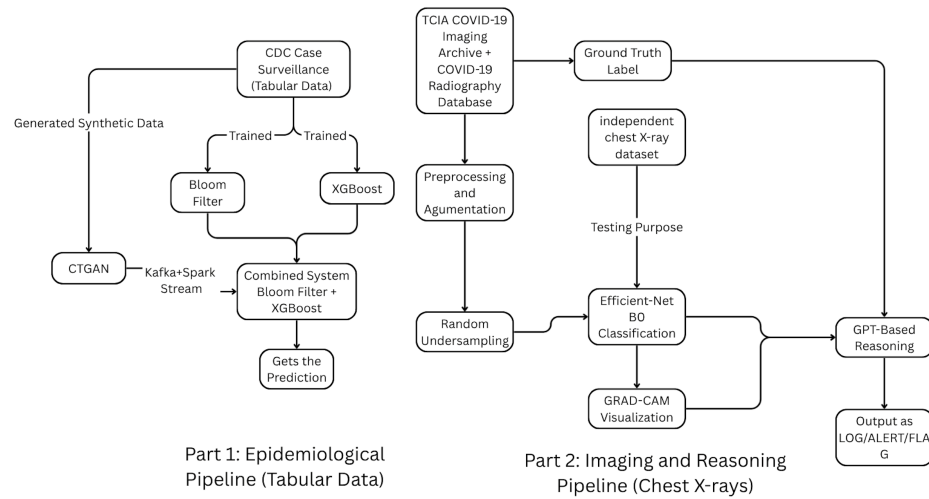 CDC Case
Surveillance
(Tabular Data)
Generated Synthetic Data
Trained
Trained
Bloom
Filter
XGBoost
CTGAN
Kafka+Spark
Stream
Combined System
Bloom Filter +
XGBoost
Gets the
Prediction
Part 1: Epidemiological
Pipeline (Tabular Data)
TCIA COVID-19
Imaging
Archive +
COVID-19
Radiography
Database
Ground Truth
Label
independent
chest X-ray
dataset
Preprocessing
and
Agumentation
Testing Purpose
Random
Undersampling
Efficient-Net
B0
Classification
GPT-Based
Reasoning
GRAD-CAM
Visualization
Output as
LOG/ALERT/FLA
G
Part 2: Imaging and Reasoning
Pipeline (Chest X-rays)